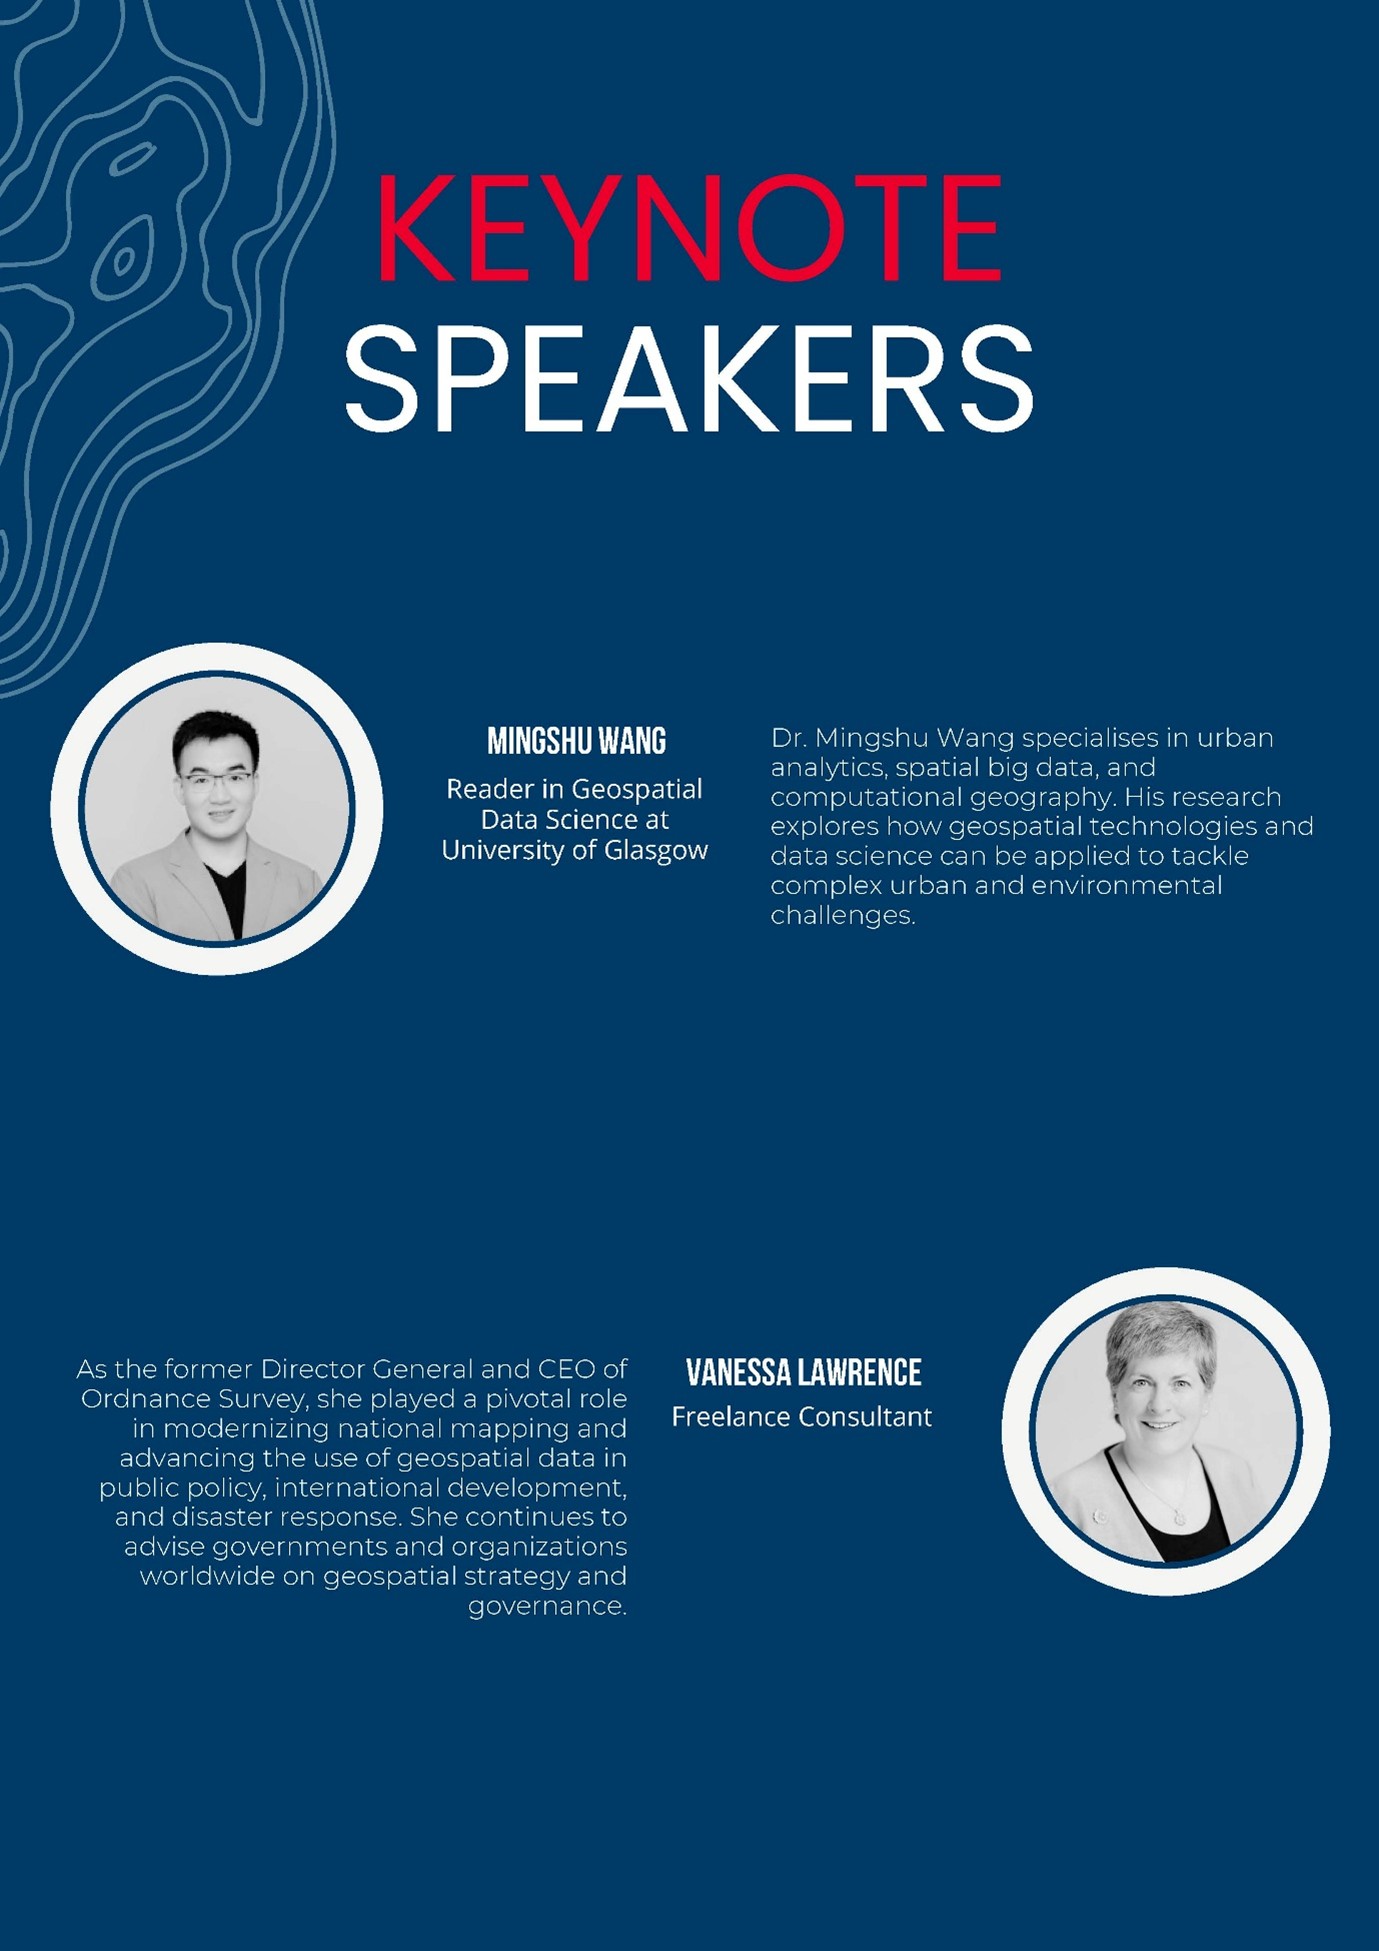 KEYNOTE
SPEAKERS
MINGSHU WANG
Reader in Geospatial
Data Science at
University of Glasgow
Dr. Mingshu Wang specialises in urban
analytics, spatial big data, and
computational geography. His research
explores how geospatial technologies and
data science can be applied to tackle
complex urban and environmental
challenges.
As the former Director General and CEO of
Ordnance Survey, she played a pivotal role
in modernizing national mapping and
advancing the use of geospatial data in
public policy, international development,
and disaster response. She continues to
advise governments and organizations
worldwide on geospatial strategy and
governance.
VANESSA LAWRENCE
Freelance Consultant